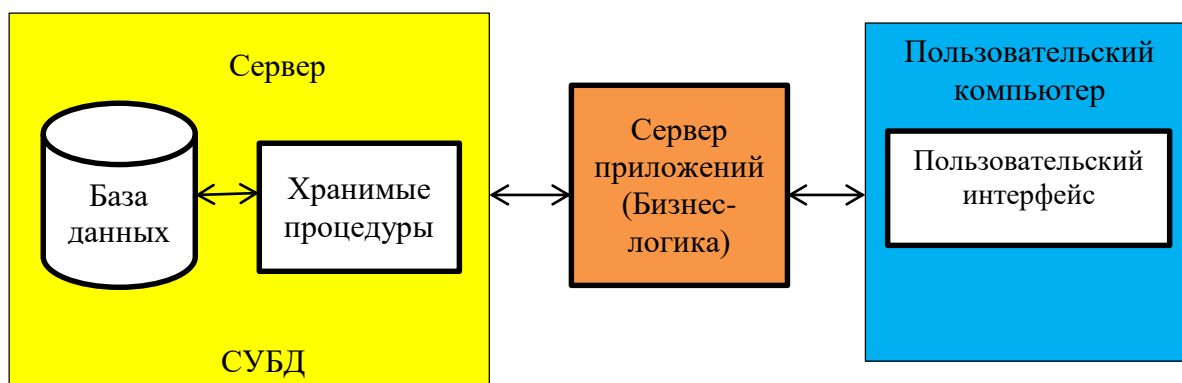 Сервер
База
данных
Хранимые
процедуры
СУБД
Сервер
приложений
(Бизнес-
логика)
Пользовательский
компьютер
Пользовательский
интерфейс